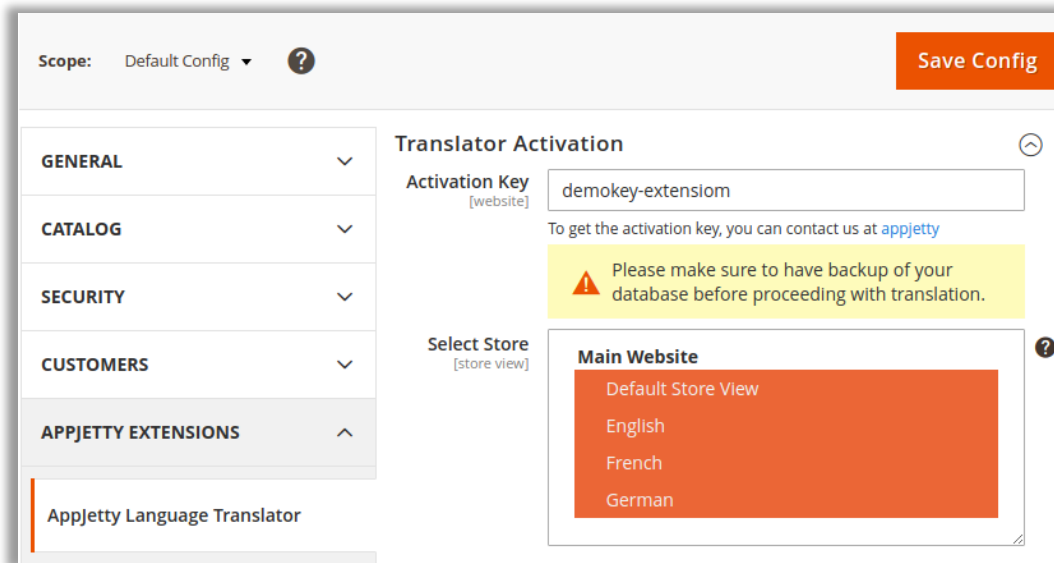 Scope: Default Config
Save Config
GENERAL
CATALOG
SECURITY
CUSTOMERS
APPJETTY EXTENSIONS
AppJetty Language Translator
Translator Activation
Activation Key
[website]
demokey-extensiom
To get the activation key, you can contact us at appjetty
Please make sure to have backup of your
database before proceeding with translation.
Select Store
[store view]
Main Website
Default Store View
English
French
German